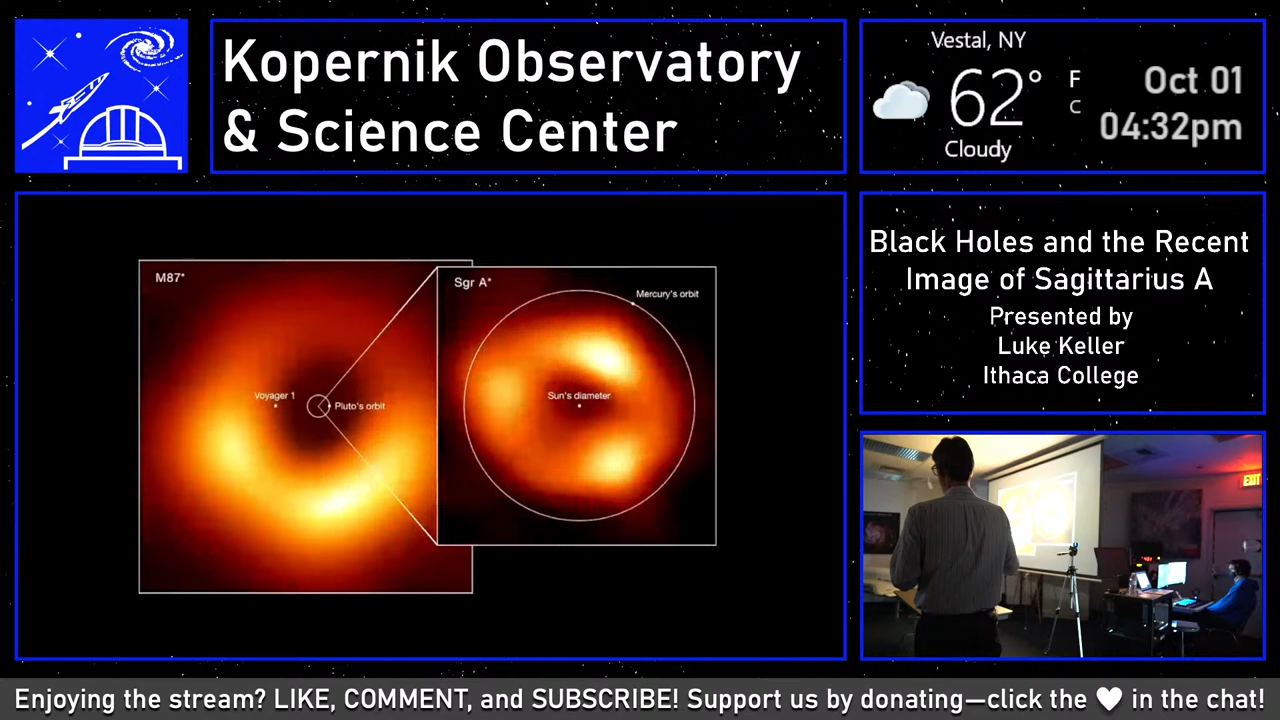 Kopernik Observatory
& Science Center
Vestal, NY
62° F
C
Cloudy
Oct 01
04:32pm
M87*
Voyager 1
Pluto's orbit
Sgr A*
Mercury's orbit
Sun's diameter
Black Holes and the Recent
Image of Sagittarius A
Presented by
Luke Keller
Ithaca College
EXIT
Enjoying the stream? LIKE, COMMENT, and SUBSCRIBE! Support us by donating—click the ♥ in the chat!